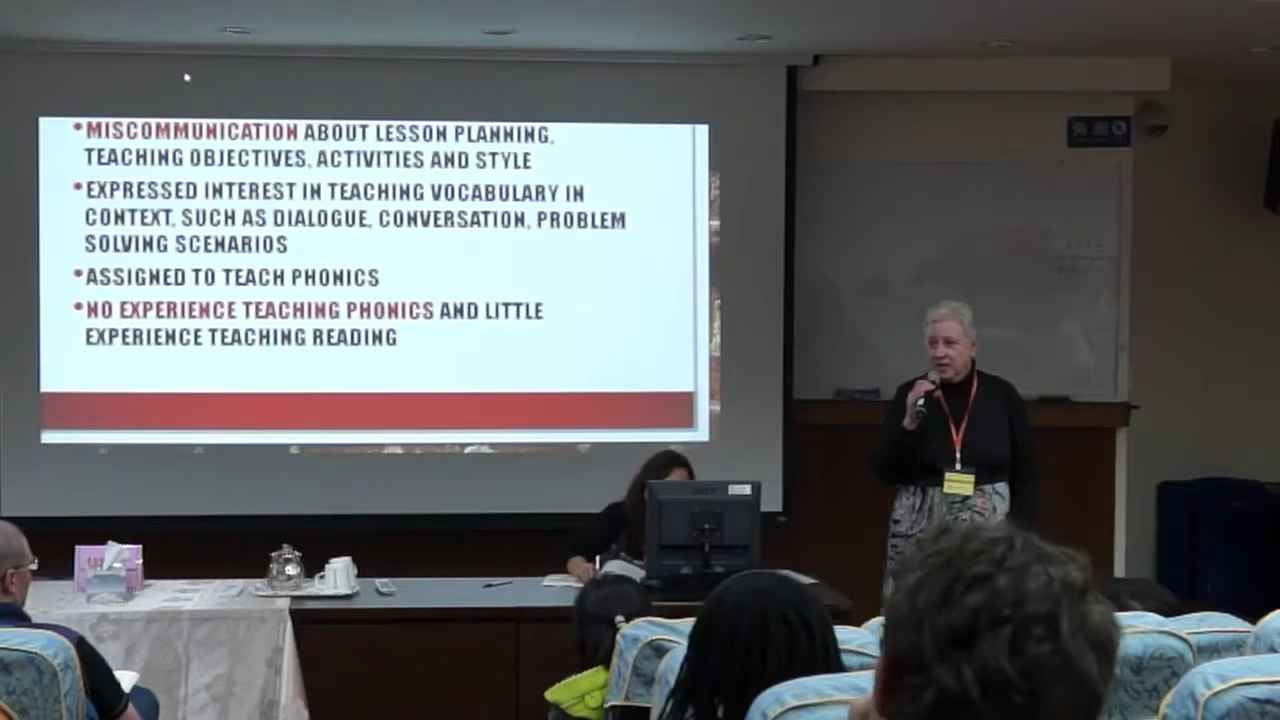 •MISCOMMUNICATION ABOUT LESSON PLANNING,
TEACHING OBJECTIVES, ACTIVITIES AND STYLE
•EXPRESSED INTEREST IN TEACHING VOCABULARY IN
CONTEXT, SUCH AS DIALOGUE, CONVERSATION, PROBLEM
SOLVING SCENARIOS
•ASSIGNED TO TEACH PHONICS
•NO EXPERIENCE TEACHING PHONICS AND LITTLE
EXPERIENCE TEACHING READING